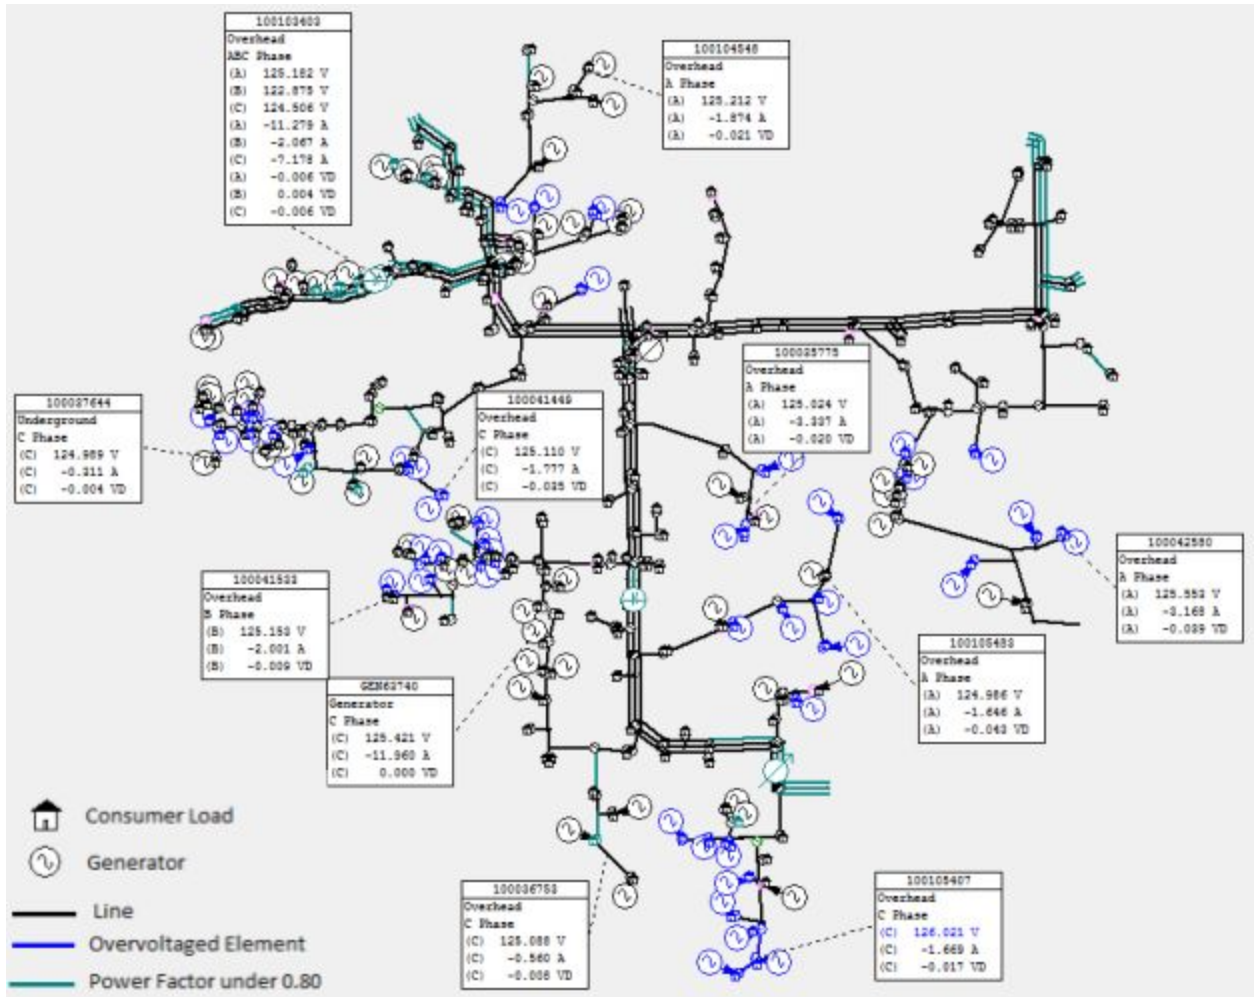 100103403
Overhead
ABC Phase
(A) 125.182 V
(B) 122.875 V
(C) 124.506 V
(A) -11.279 A
(B) -2.067 A
(C) -7.178 A
(A) -0.006 VD
(B) 0.004 VD
(C) -0.006 VD
100104548
Overhead
A Phase
(A) 125.212 V
(A) -1.874 A
(A) -0.021 VD
100035775
Overhead
A Phase
(A) 125.024 V
(A) -3.337 A
(A) -0.020 VD
100037644
Underground
C Phase
(C) 124.989 V
(C) -0.311 A
(C) -0.004 VD
100041449
Overhead
C Phase
(C) 125.110 V
(C) -1.777 A
(C) -0.035 VD
100042580
Overhead
A Phase
(A) 125.553 V
(A) -3.168 A
(A) -0.039 VD
100041533
Overhead
B Phase
(B) 125.153 V
(B) -2.001 A
(B) -0.009 VD
100105483
Overhead
A Phase
(A) 124.986 V
(A) -1.646 A
(A) -0.043 VD
GEN63740
Generator
C Phase
(C) 125.421 V
(C) -11.960 A
(C) 0.000 VD
100036753
Overhead
C Phase
(C) 125.088 V
(C) -0.560 A
(C) -0.008 VD
100105407
Overhead
C Phase
(C) 126.021 V
(C) -1.669 A
(C) -0.017 VD
Consumer Load
Generator
Line
Overvoltaged Element
Power Factor under 0.80